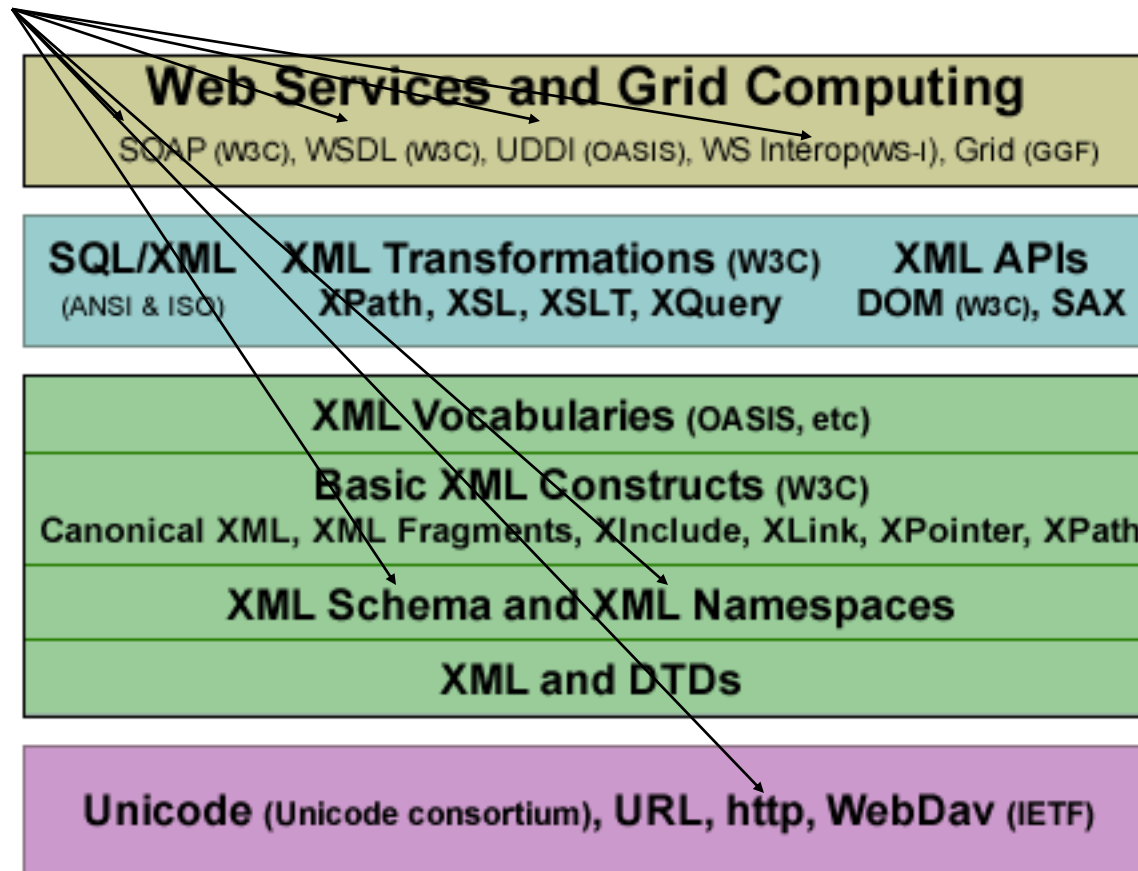 Web Services and Grid Computing
SOAP (W3C), WSDL (W3C), UDDI (OASIS), WS Interop(WS-I), Grid (GGF)
SQL/XML XML Transformations (W3C) XML APIs
(ANSI & ISO) XPath, XSL, XSLT, XQuery DOM (W3C), SAX
XML Vocabularies (OASIS, etc)
Basic XML Constructs (W3C)
Canonical XML, XML Fragments, XInclude, XLink, XPointer, XPath
XML Schema and XML Namespaces
XML and DTDs
Unicode (Unicode consortium), URL, http, WebDav (IETF)